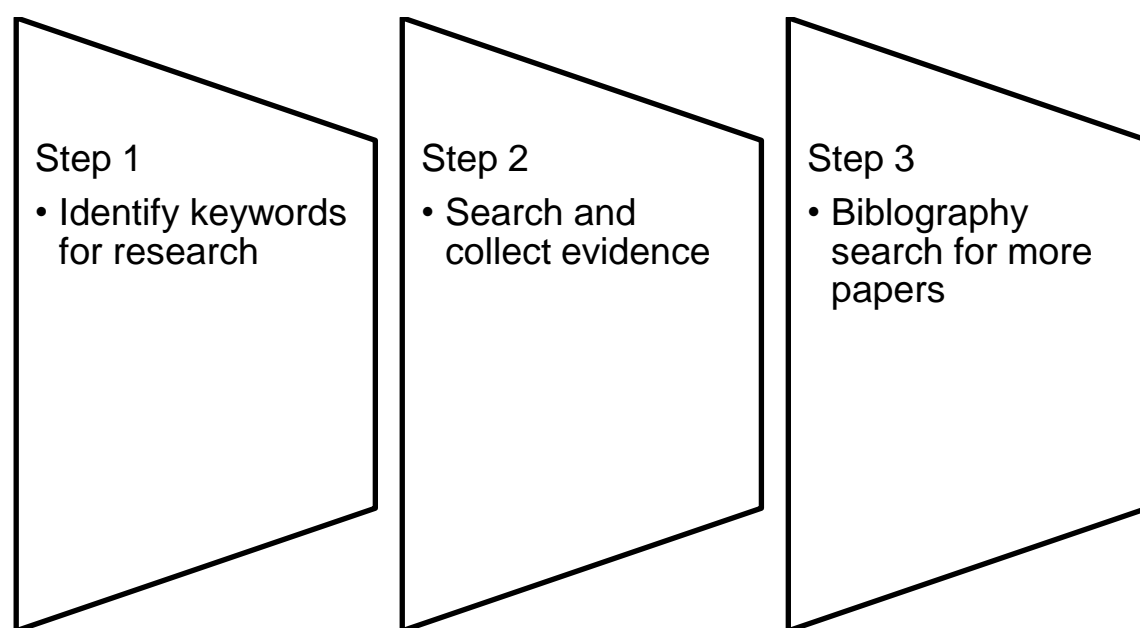 Step 1
• Identify keywords
for research
Step 2
• Search and
collect evidence
Step 3
• Biblography
search for more
papers